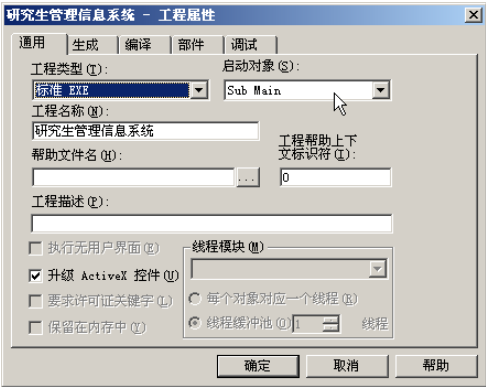 研究生管理信息系统 - 工程属性
通用 生成 编译 部件 调试
工程类型(T): 启动对象(S):
标准 EXE Sub Main
工程名称(N):
研究生管理信息系统
帮助文件名(H): 工程帮助上下
文标识符(I):
... 0
工程描述(P):
执行无用户界面(E) 线程模块(M)
升级 ActiveX 控件(U)
要求许可证关键字(L) 每个对象对应一个线程(R)
保留在内存中(Y) 线程缓冲池(O) 1 线程
确定 取消 帮助